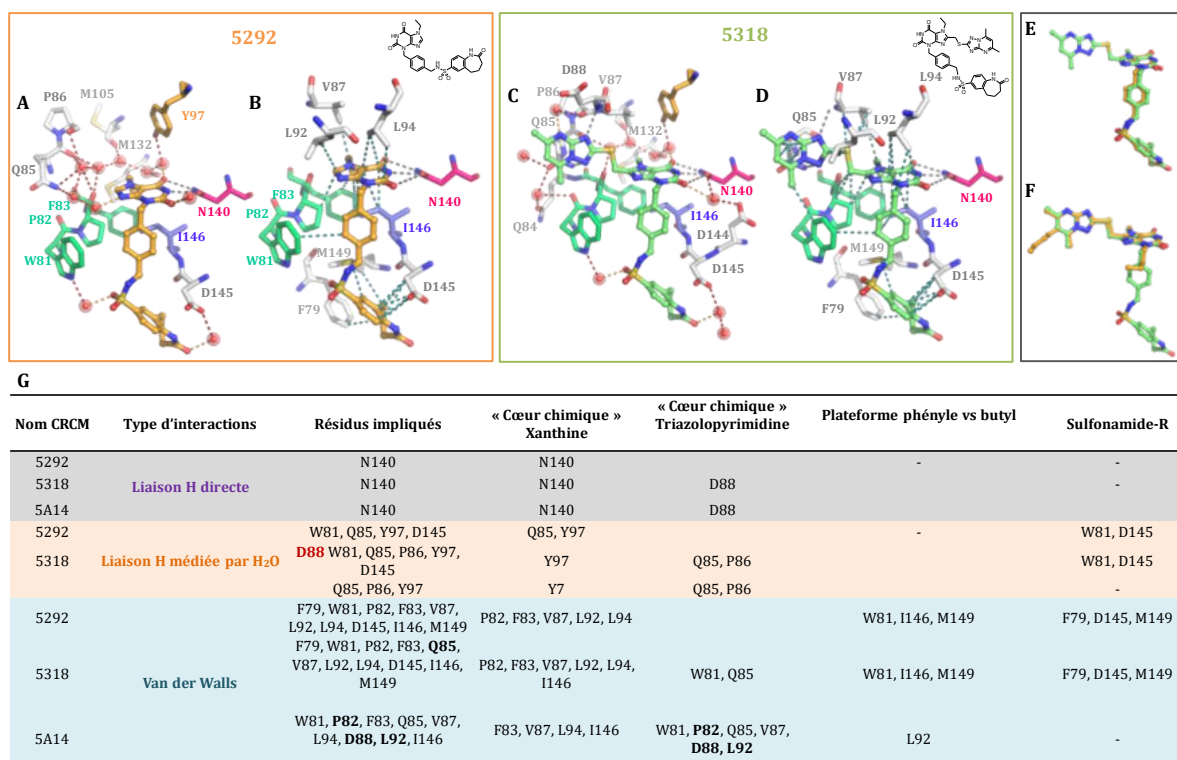 5292
5318
A
P86
M105
Y97
Q85
M132
F83
P82
W81
N140
I146
D145
B
V87
L92
L94
F83
P82
W81
N140
I146
M149
D145
F79
C
D88
V87
P86
Q85
M132
Q84
N140
I146
D144
D145
D
V87
L94
Q85
L92
N140
I146
M149
D145
F79
E
F
G
Nom CRCM Type d'interactions Résidus impliqués « Cœur chimique » Xanthine « Cœur chimique » Triazolopyrimidine Plateforme phényle vs butyl Sulfonamide-R
5292 N140 N140 - -
5318 Liaison H directe N140 N140 D88 -
5A14 N140 N140 D88
5292 W81, Q85, Y97, D145 Q85, Y97 - W81, D145
5318 Liaison H médiée par H₂O D88 W81, Q85, P86, Y97, D145 Y97 Q85, P86 W81, D145
Q85, P86, Y97 Y7 Q85, P86 -
5292 F79, W81, P82, F83, V87, L92, L94, D145, I146, M149 P82, F83, V87, L92, L94 W81, I146, M149 F79, D145, M149
5318 Van der Walls F79, W81, P82, F83, Q85, V87, L92, L94, D145, I146, M149 P82, F83, V87, L92, L94, I146 W81, Q85 W81, I146, M149 F79, D145, M149
5A14 W81, P82, F83, Q85, V87, L94, D88, L92, I146 F83, V87, L94, I146 W81, P82, Q85, V87, D88, L92 L92 -